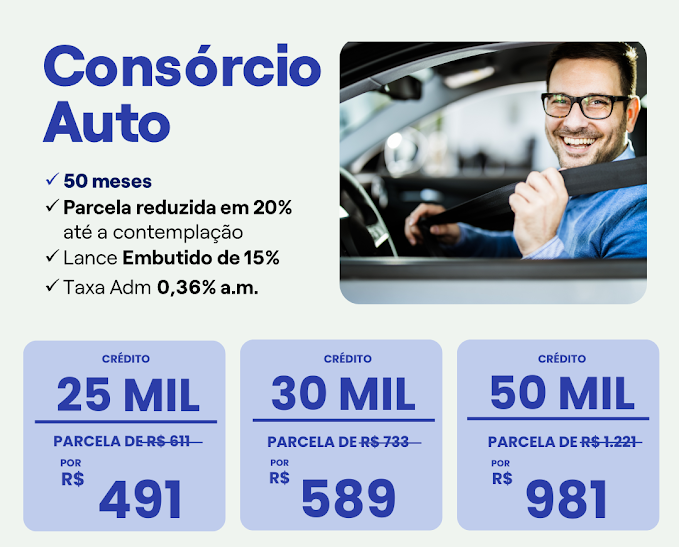 Consórcio
Auto
✓ 50 meses
✓ Parcela reduzida em 20%
até a contemplação
✓ Lance Embutido de 15%
✓ Taxa Adm 0,36% a.m.
CRÉDITO
25 MIL
PARCELA DE R$ 611
POR
R$ 491
CRÉDITO
30 MIL
PARCELA DE R$ 733
POR
R$ 589
CRÉDITO
50 MIL
PARCELA DE R$ 1.221
POR
R$ 981